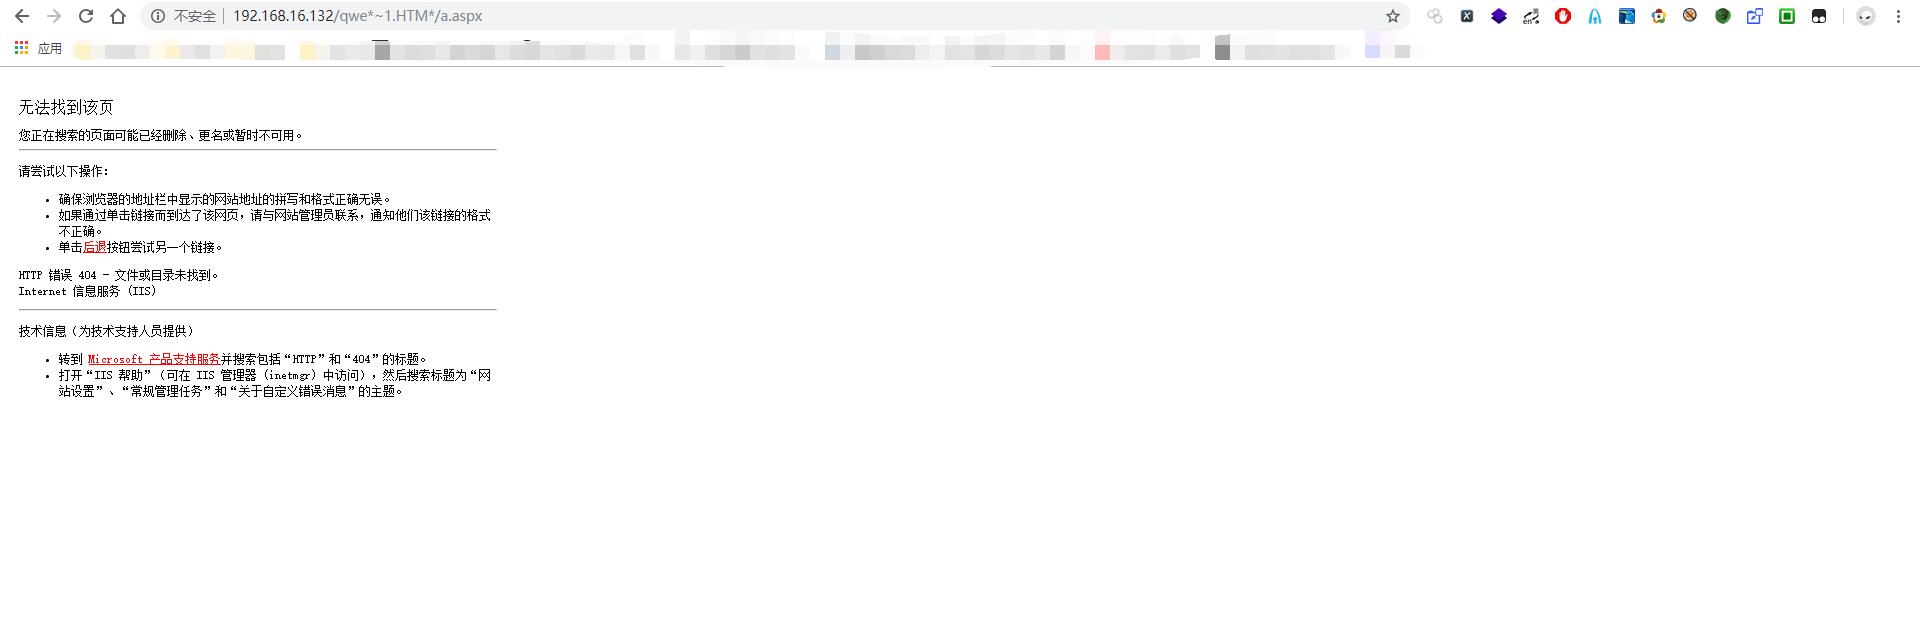 不安全 192.168.16.132/qwe*~1.HTM*/a.aspx
应用
无法找到该页
您正在搜索的页面可能已经删除、更名或暂时不可用。
请尝试以下操作：
• 确保浏览器的地址栏中显示的网站地址的拼写和格式正确无误。
• 如果通过单击链接而到达了该网页，请与网站管理员联系，通知他们该链接的格式
不正确。
• 单击后退按钮尝试另一个链接。
HTTP 错误 404 - 文件或目录未找到。
Internet 信息服务 (IIS)
技术信息（为技术支持人员提供）
• 转到 Microsoft 产品支持服务并搜索包括“HTTP”和“404”的标题。
• 打开“IIS 帮助”（可在 IIS 管理器 (inetmgr) 中访问），然后搜索标题为“网
站设置”、“常规管理任务”和“关于自定义错误消息”的主题。